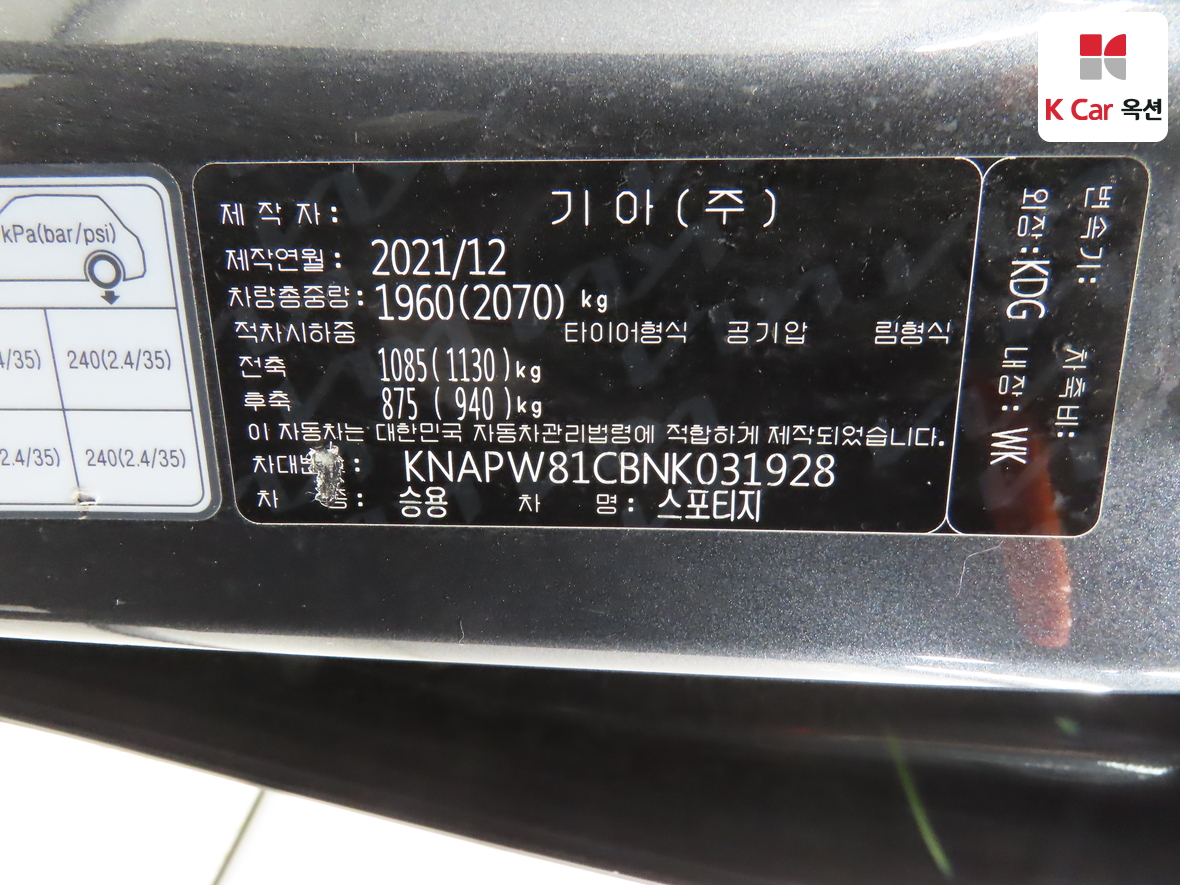 K Car 옥션
kPa(bar/psi)
240(2.4/35)
2.4/35) 240(2.4/35)
제 작 자 : 기아(주)
제작연월 : 2021/12
차량총중량 : 1960(2070) kg
적차시하중 타이어형식 공기압 림형식
전축 1085(1130)kg
후축 875 ( 940 )kg
이 자동차는 대한민국 자동차관리법령에 적합하게 제작되었습니다.
차대 : KNAPW81CBNK031928
차 종 : 승용 차 명 : 스포티지
변속기: 차축비:
외장:KDG 내장: WK